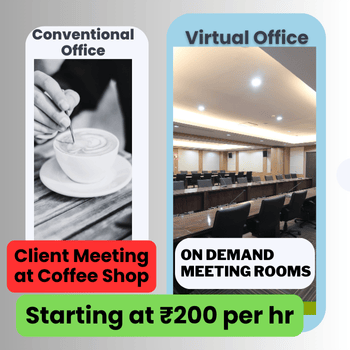 Conventional
Office
Virtual Office
Client Meeting
at Coffee Shop
ON DEMAND
MEETING ROOMS
Starting at ₹200 per hr